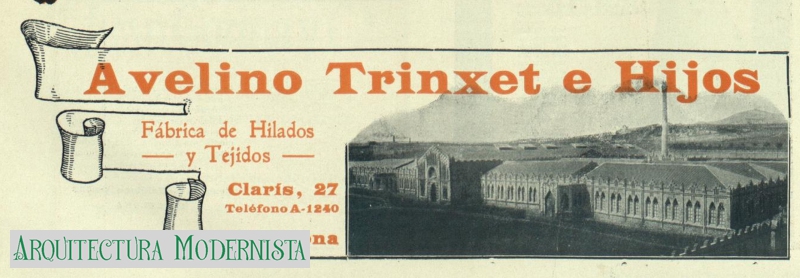 Avelino Trinxet e Hijos
Fábrica de Hilados
y Tejidos
Clarís, 27
Teléfono A-1240
ARQUITECTURA MODERNISTA